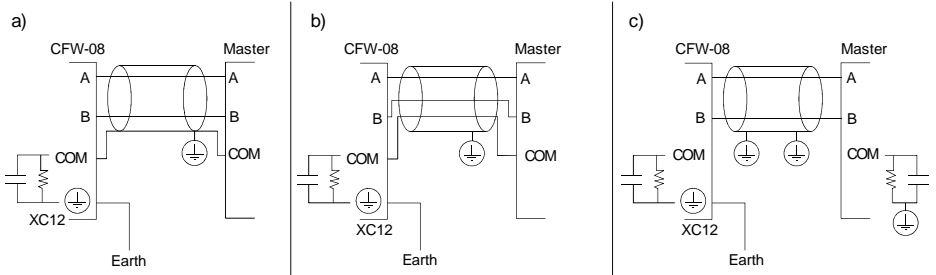 a)
CFW-08
Master
A
A
B
B
COM
COM
XC12
Earth
b)
CFW-08
Master
A
A
B
B
COM
COM
XC12
Earth
c)
CFW-08
Master
A
A
B
B
COM
COM
XC12
Earth